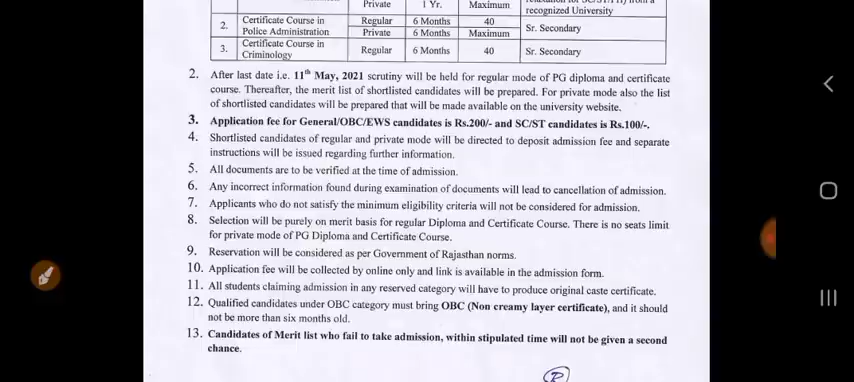 Private 1 Yr. Maximum
recognized University
2. Certificate Course in Police Administration Regular 6 Months 40 Sr. Secondary
Private 6 Months Maximum
3. Certificate Course in Criminology Regular 6 Months 40 Sr. Secondary
2. After last date i.e. 11th May, 2021 scrutiny will be held for regular mode of PG diploma and certificate
course. Thereafter, the merit list of shortlisted candidates will be prepared. For private mode also the list
of shortlisted candidates will be prepared that will be made available on the university website.
3. Application fee for General/OBC/EWS candidates is Rs.200/- and SC/ST candidates is Rs.100/-.
4. Shortlisted candidates of regular and private mode will be directed to deposit admission fee and separate
instructions will be issued regarding further information.
5. All documents are to be verified at the time of admission.
6. Any incorrect information found during examination of documents will lead to cancellation of admission.
7. Applicants who do not satisfy the minimum eligibility criteria will not be considered for admission.
8. Selection will be purely on merit basis for regular Diploma and Certificate Course. There is no seats limit
for private mode of PG Diploma and Certificate Course.
9. Reservation will be considered as per Government of Rajasthan norms.
10. Application fee will be collected by online only and link is available in the admission form.
11. All students claiming admission in any reserved category will have to produce original caste certificate.
12. Qualified candidates under OBC category must bring OBC (Non creamy layer certificate), and it should
not be more than six months old.
13. Candidates of Merit list who fail to take admission, within stipulated time will not be given a second
chance.